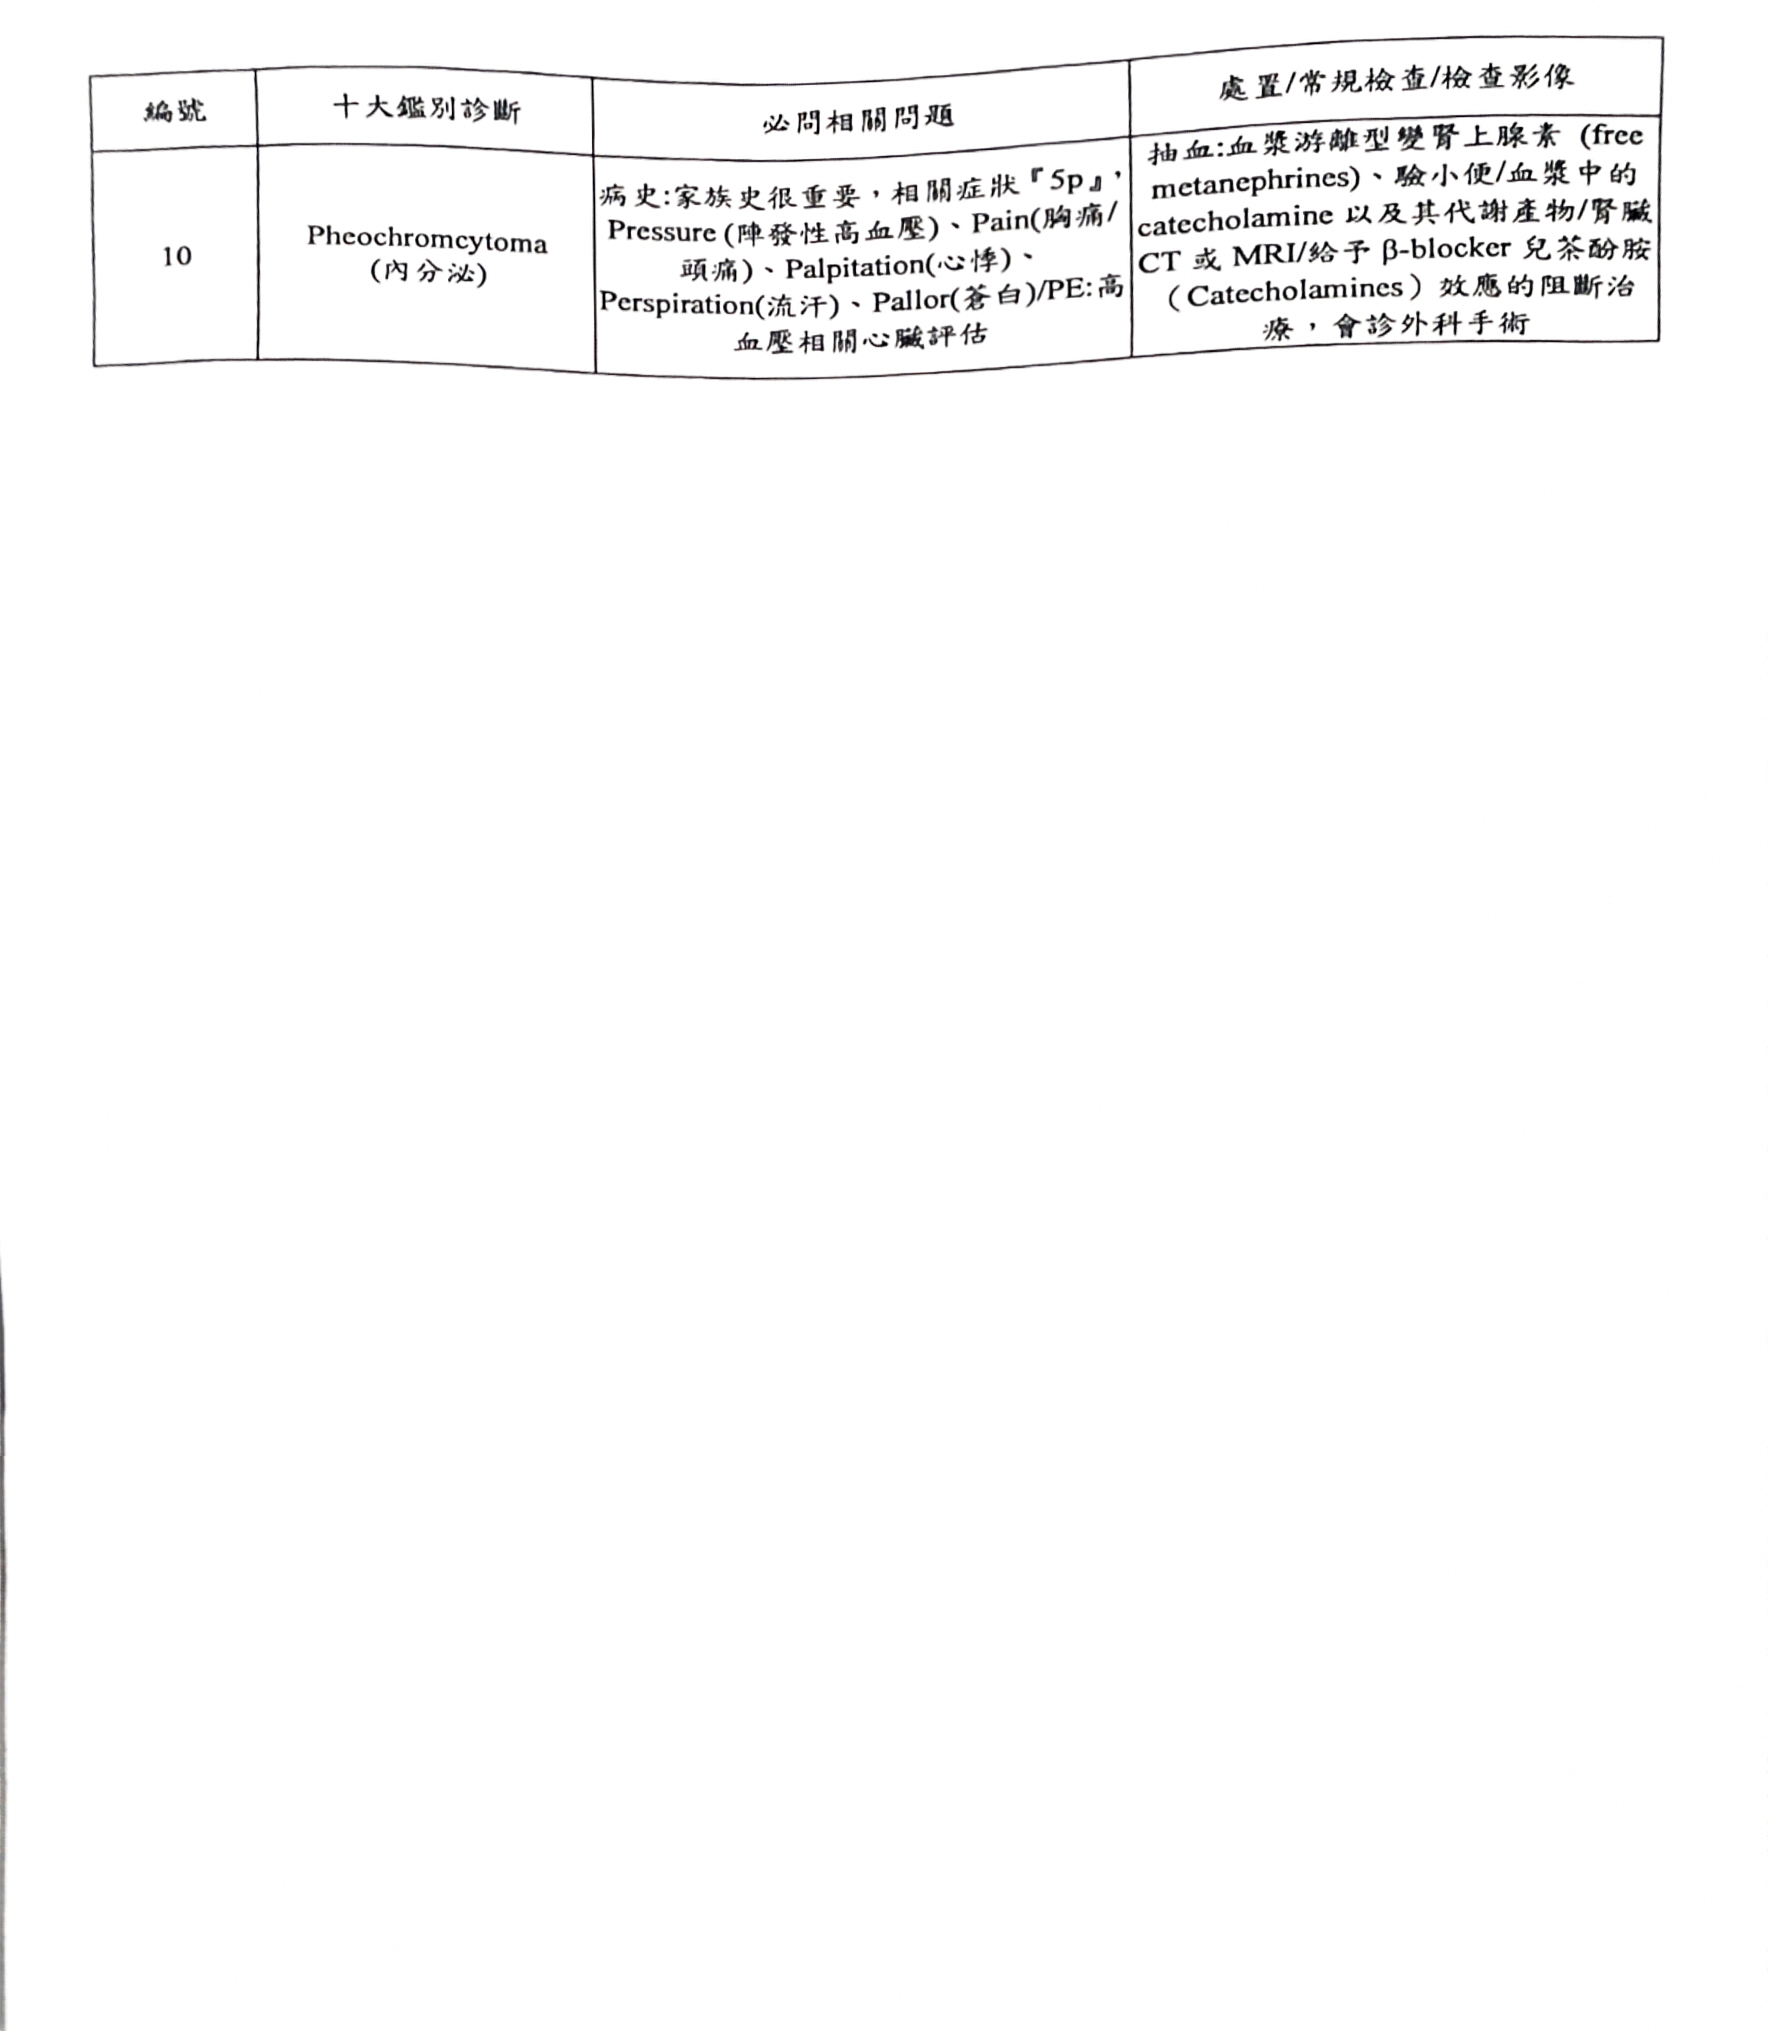 編號
十大鑑別診斷
必問相關問題
處置/常規檢查/檢查影像
10
Pheochromcytoma
(內分泌)
病史:家族史很重要，相關症狀『5p』，
Pressure (陣發性高血壓)、Pain(胸痛/
頭痛)、Palpitation(心悸)、
Perspiration(流汗)、Pallor(蒼白)/PE:高
血壓相關心臟評估
抽血:血漿游離型變腎上腺素 (free
metanephrines)、驗小便/血漿中的
catecholamine 以及其代謝產物/腎臟
CT 或 MRI/給予 β-blocker 兒茶酚胺
（Catecholamines）效應的阻斷治
療，會診外科手術